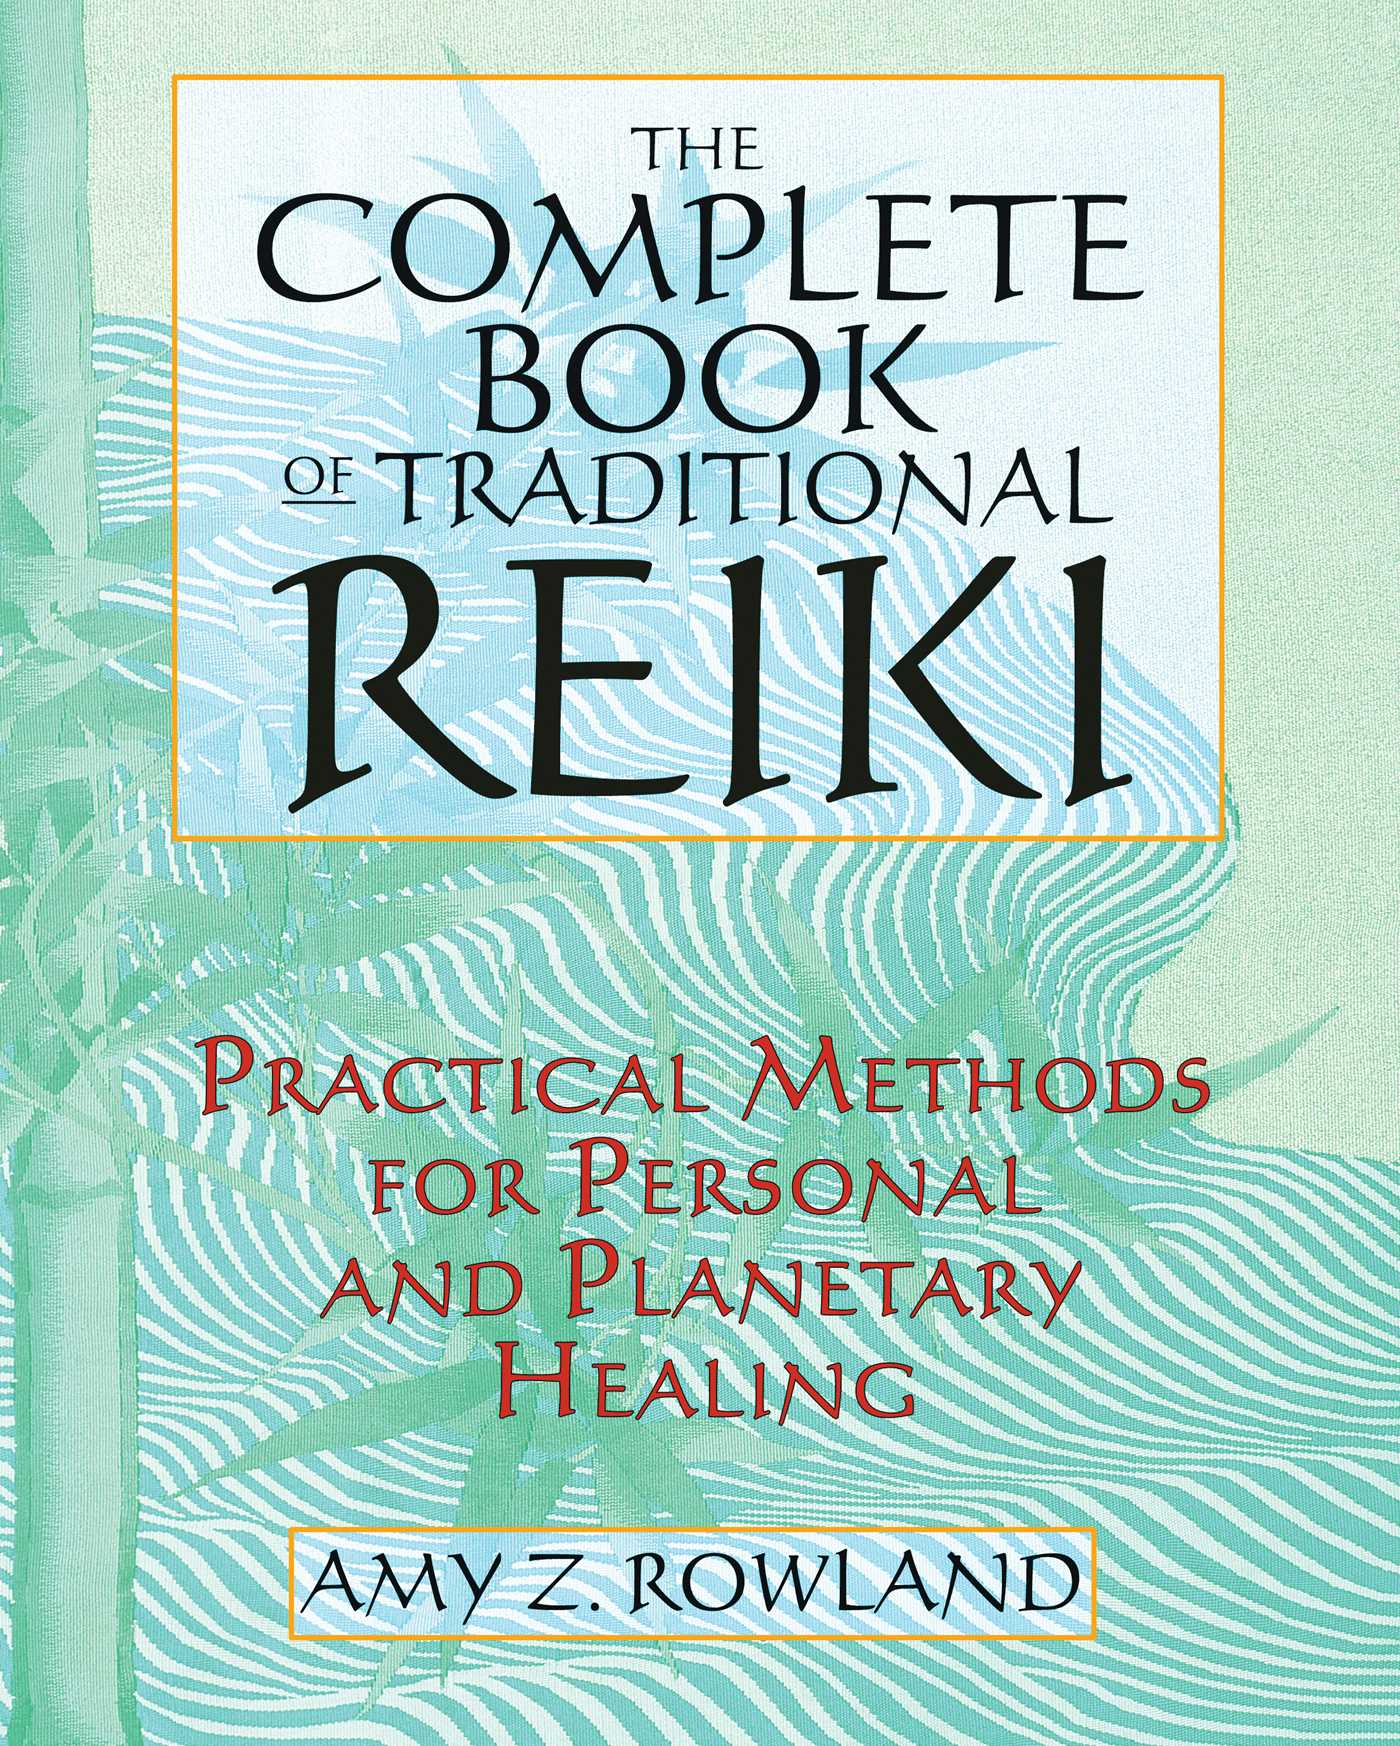 THE
COMPLETE
BOOK
OF TRADITIONAL
REIKI
PRACTICAL METHODS
FOR PERSONAL
AND PLANETARY
HEALING
AMY Z. ROWLAND